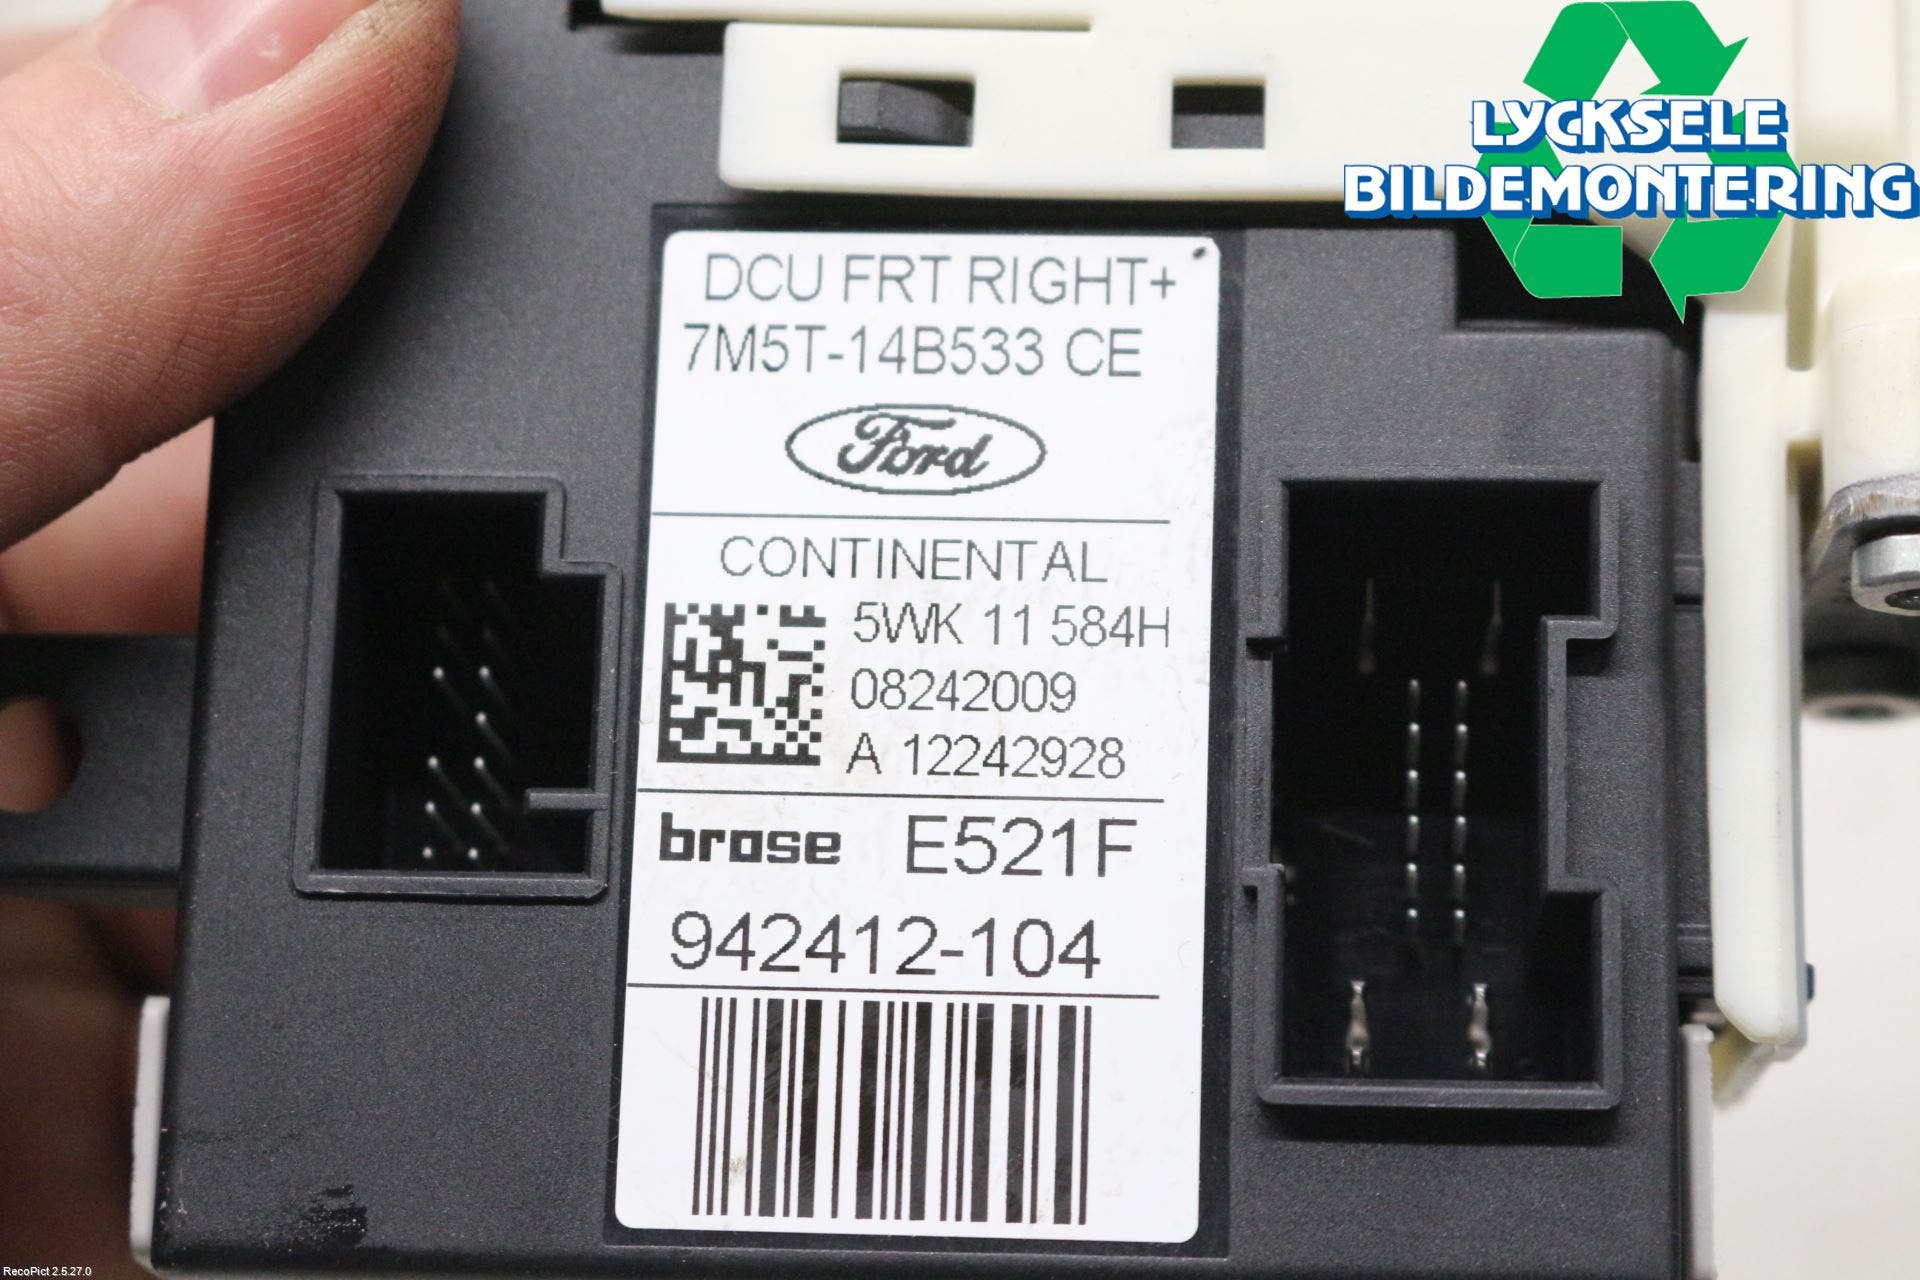 LYCKSELE
BILDEMONTERING
DCU FRT RIGHT+
7M5T-14B533 CE
Ford
CONTINENTAL
5WK 11 584H
08242009
A 12242928
brose E521F
942412-104
RecoPict 2.5.27.0